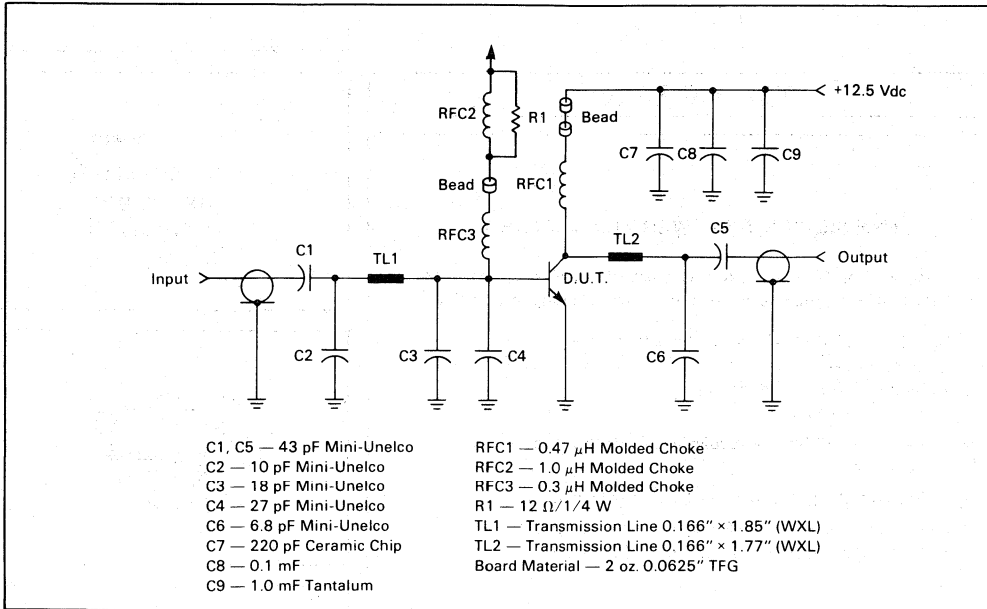 +12.5 Vdc
RFC2
R1
Bead
C7
C8
C9
Bead
RFC1
RFC3
C5
TL2
C1
TL1
Input
Output
D.U.T.
C2
C3
C4
C6
C1, C5 — 43 pF Mini-Unelco
C2 — 10 pF Mini-Unelco
C3 — 18 pF Mini-Unelco
C4 — 27 pF Mini-Unelco
C6 — 6.8 pF Mini-Unelco
C7 — 220 pF Ceramic Chip
C8 — 0.1 mF
C9 — 1.0 mF Tantalum
RFC1 — 0.47 μH Molded Choke
RFC2 — 1.0 μH Molded Choke
RFC3 — 0.3 μH Molded Choke
R1 — 12 Ω/1/4 W
TL1 — Transmission Line 0.166″ × 1.85″ (WXL)
TL2 — Transmission Line 0.166″ × 1.77″ (WXL)
Board Material — 2 oz. 0.0625″ TFG